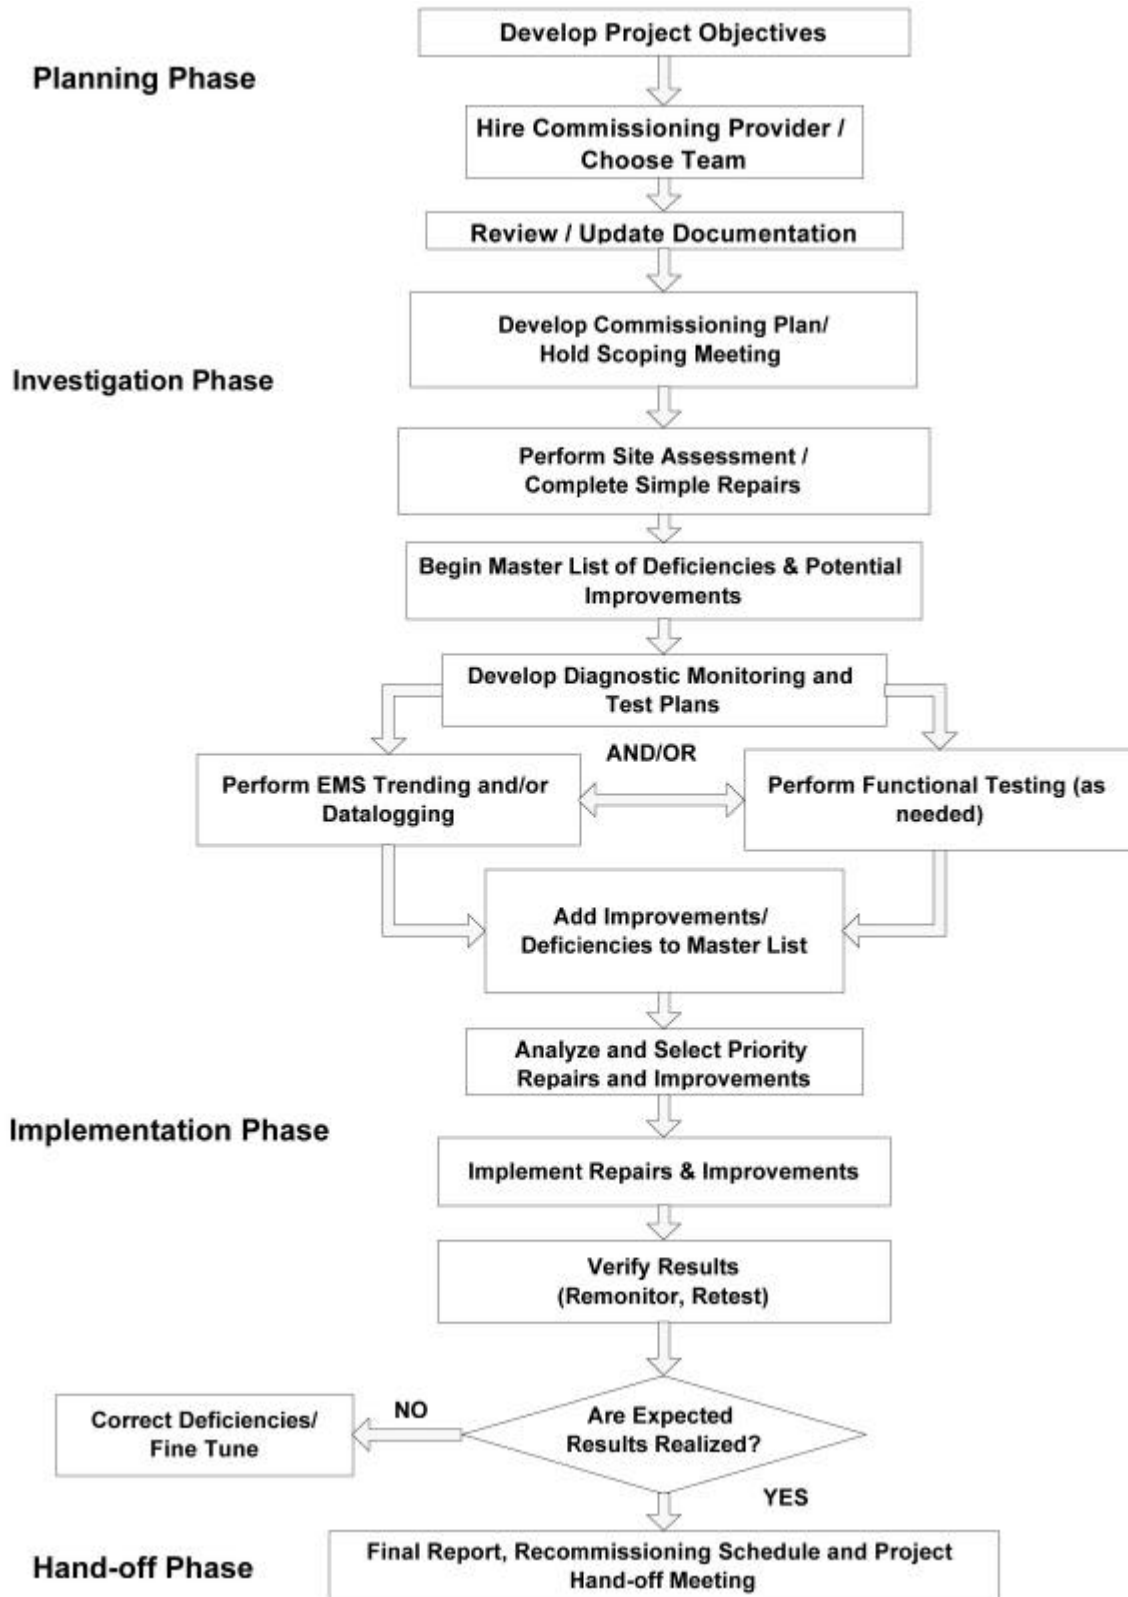 Develop Project Objectives
Planning Phase
Hire Commissioning Provider /
Choose Team
Review / Update Documentation
Develop Commissioning Plan/
Hold Scoping Meeting
Investigation Phase
Perform Site Assessment /
Complete Simple Repairs
Begin Master List of Deficiencies & Potential
Improvements
Develop Diagnostic Monitoring and
Test Plans
AND/OR
Perform EMS Trending and/or
Datalogging
Perform Functional Testing (as
needed)
Add Improvements/
Deficiencies to Master List
Analyze and Select Priority
Repairs and Improvements
Implementation Phase
Implement Repairs & Improvements
Verify Results
(Remonitor, Retest)
Are Expected
Results Realized?
NO
Correct Deficiencies/
Fine Tune
YES
Hand-off Phase
Final Report, Recommissioning Schedule and Project
Hand-off Meeting